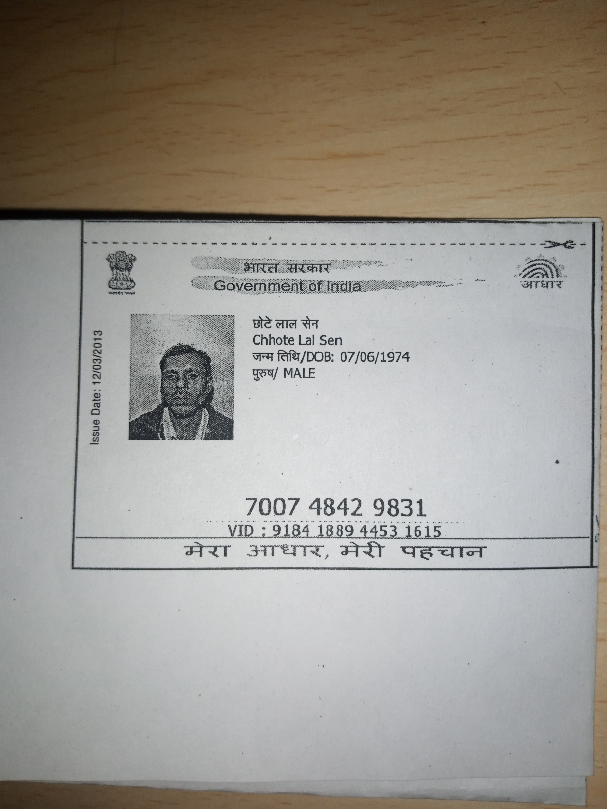 भारत सरकार
Government of India
आधार
Issue Date: 12/03/2013
छोटे लाल सेन
Chhote Lal Sen
जन्म तिथि/DOB: 07/06/1974
पुरुष/ MALE
7007 4842 9831
VID : 9184 1889 4453 1615
मेरा आधार, मेरी पहचान